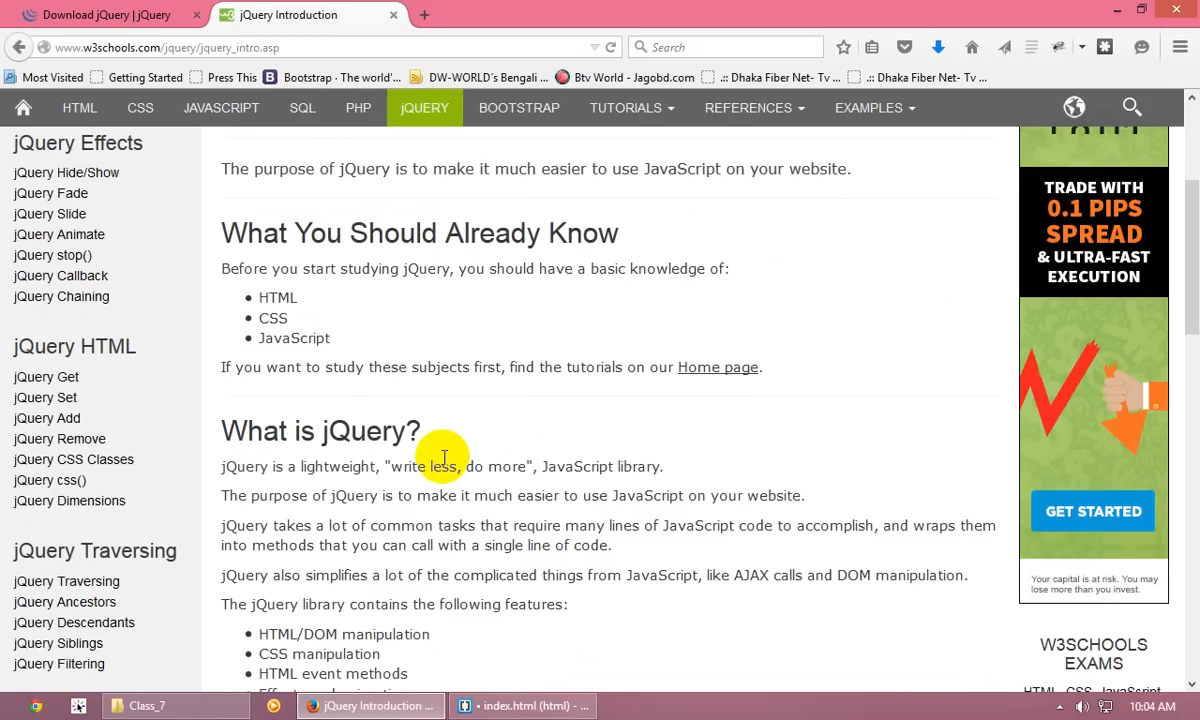 Download jQuery | jQuery
jQuery Introduction
www.w3schools.com/jquery/jquery_intro.asp
Search
Most Visited
Getting Started
Press This
Bootstrap · The world'...
DW-WORLD´s Bengali ...
Btv World - Jagobd.com
.:: Dhaka Fiber Net- Tv ...
.:: Dhaka Fiber Net- Tv ...
HTML
CSS
JAVASCRIPT
SQL
PHP
jQUERY
BOOTSTRAP
TUTORIALS
REFERENCES
EXAMPLES
jQuery Effects
jQuery Hide/Show
jQuery Fade
jQuery Slide
jQuery Animate
jQuery stop()
jQuery Callback
jQuery Chaining
jQuery HTML
jQuery Get
jQuery Set
jQuery Add
jQuery Remove
jQuery CSS Classes
jQuery css()
jQuery Dimensions
jQuery Traversing
jQuery Traversing
jQuery Ancestors
jQuery Descendants
jQuery Siblings
jQuery Filtering
The purpose of jQuery is to make it much easier to use JavaScript on your website.
What You Should Already Know
Before you start studying jQuery, you should have a basic knowledge of:
HTML
CSS
JavaScript
If you want to study these subjects first, find the tutorials on our Home page.
What is jQuery?
jQuery is a lightweight, "write less, do more", JavaScript library.
The purpose of jQuery is to make it much easier to use JavaScript on your website.
jQuery takes a lot of common tasks that require many lines of JavaScript code to accomplish, and wraps them
into methods that you can call with a single line of code.
jQuery also simplifies a lot of the complicated things from JavaScript, like AJAX calls and DOM manipulation.
The jQuery library contains the following features:
HTML/DOM manipulation
CSS manipulation
HTML event methods
TRADE WITH
0.1 PIPS
SPREAD
& ULTRA-FAST
EXECUTION
GET STARTED
Your capital is at risk. You may
lose more than you invest.
W3SCHOOLS
EXAMS
HTML, CSS, JavaScript
Class_7
jQuery Introduction ...
• index.html (html) - ...
10:04 AM